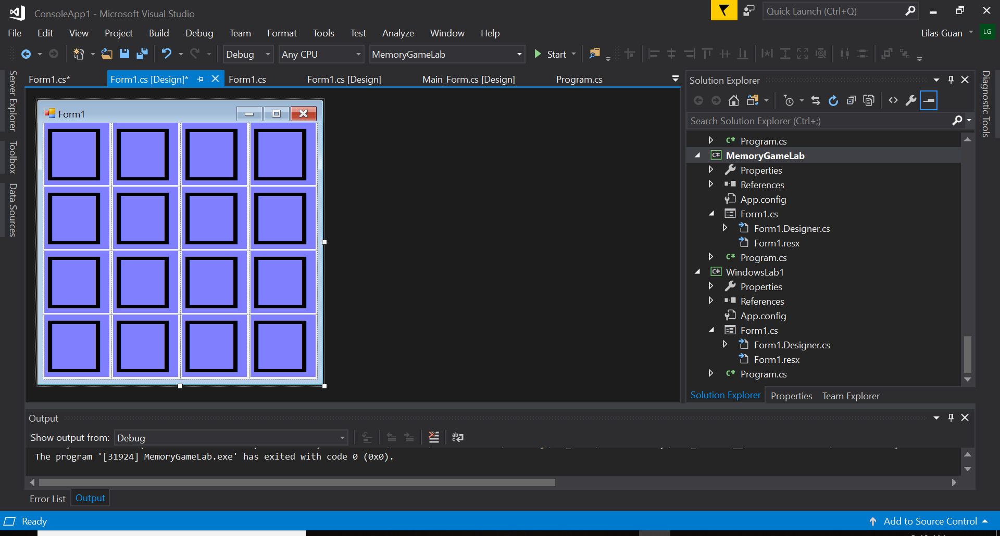 ConsoleApp1 - Microsoft Visual Studio
Quick Launch (Ctrl+Q)
File Edit View Project Build Debug Team Format Tools Test Analyze Window Help
Lilas Guan LG
Debug Any CPU MemoryGameLab Start
Form1.cs* Form1.cs [Design]* Form1.cs Form1.cs [Design] Main_Form.cs [Design] Program.cs
Server Explorer
Toolbox
Data Sources
Form1
Solution Explorer
Search Solution Explorer (Ctrl+;)
C# Program.cs
C# MemoryGameLab
Properties
References
App.config
Form1.cs
Form1.Designer.cs
Form1.resx
C# Program.cs
C# WindowsLab1
Properties
References
App.config
Form1.cs
Form1.Designer.cs
Form1.resx
C# Program.cs
Solution Explorer Properties Team Explorer
Diagnostic Tools
Output
Show output from: Debug
The program '[31924] MemoryGameLab.exe' has exited with code 0 (0x0).
Error List Output
Ready
Add to Source Control